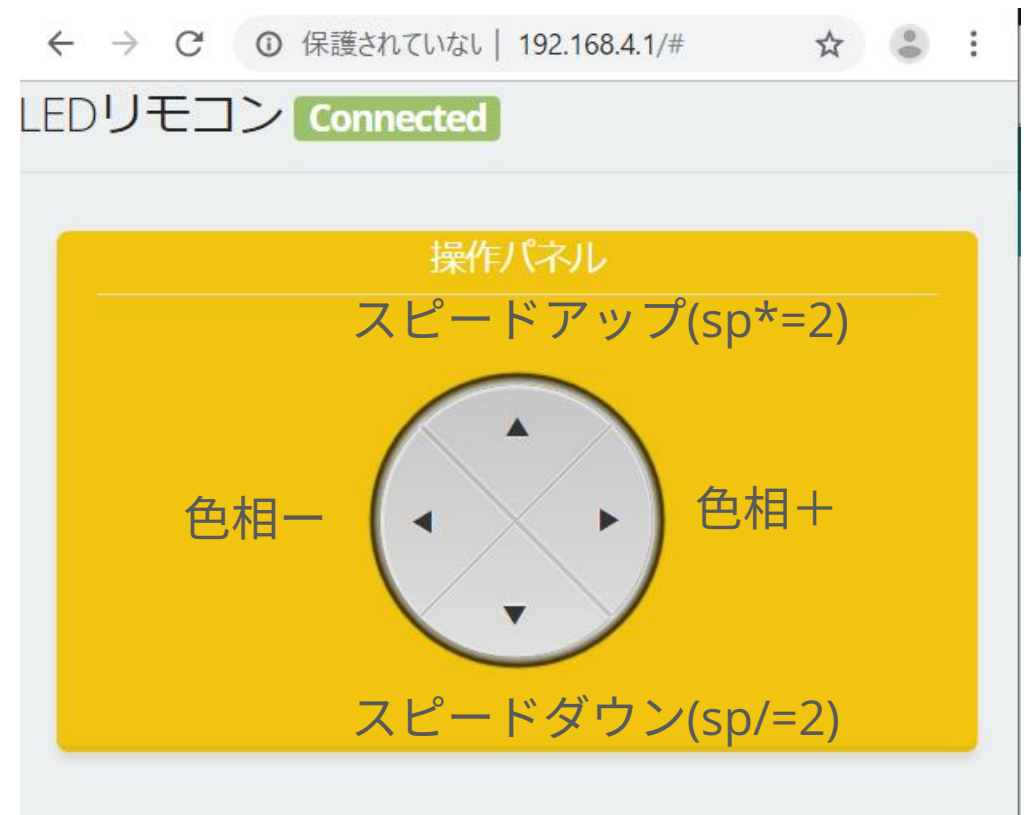 保護されていない | 192.168.4.1/#
LEDリモコン Connected
操作パネル
スピードアップ(sp*=2)
色相ー
色相＋
スピードダウン(sp/=2)